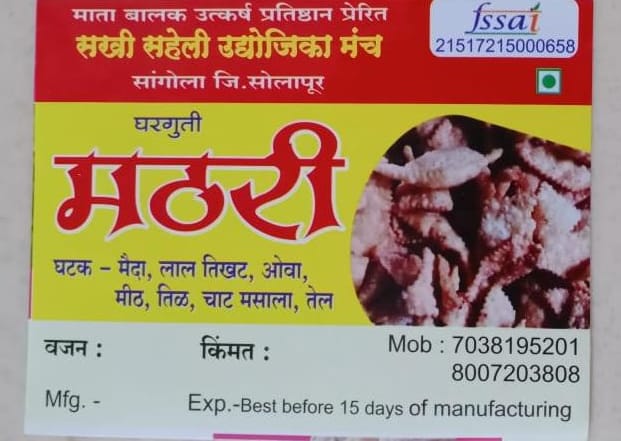 माता बालक उत्कर्ष प्रतिष्ठान प्रेरित
सखी सहेली उद्योजिका मंच
सांगोला जि.सोलापूर
fssai
21517215000658
घरगुती
मठरी
घटक – मैदा, लाल तिखट, ओवा,
मीठ, तिळ, चाट मसाला, तेल
वजन :
किंमत :
Mob : 7038195201
8007203808
Mfg. -
Exp.-Best before 15 days of manufacturing